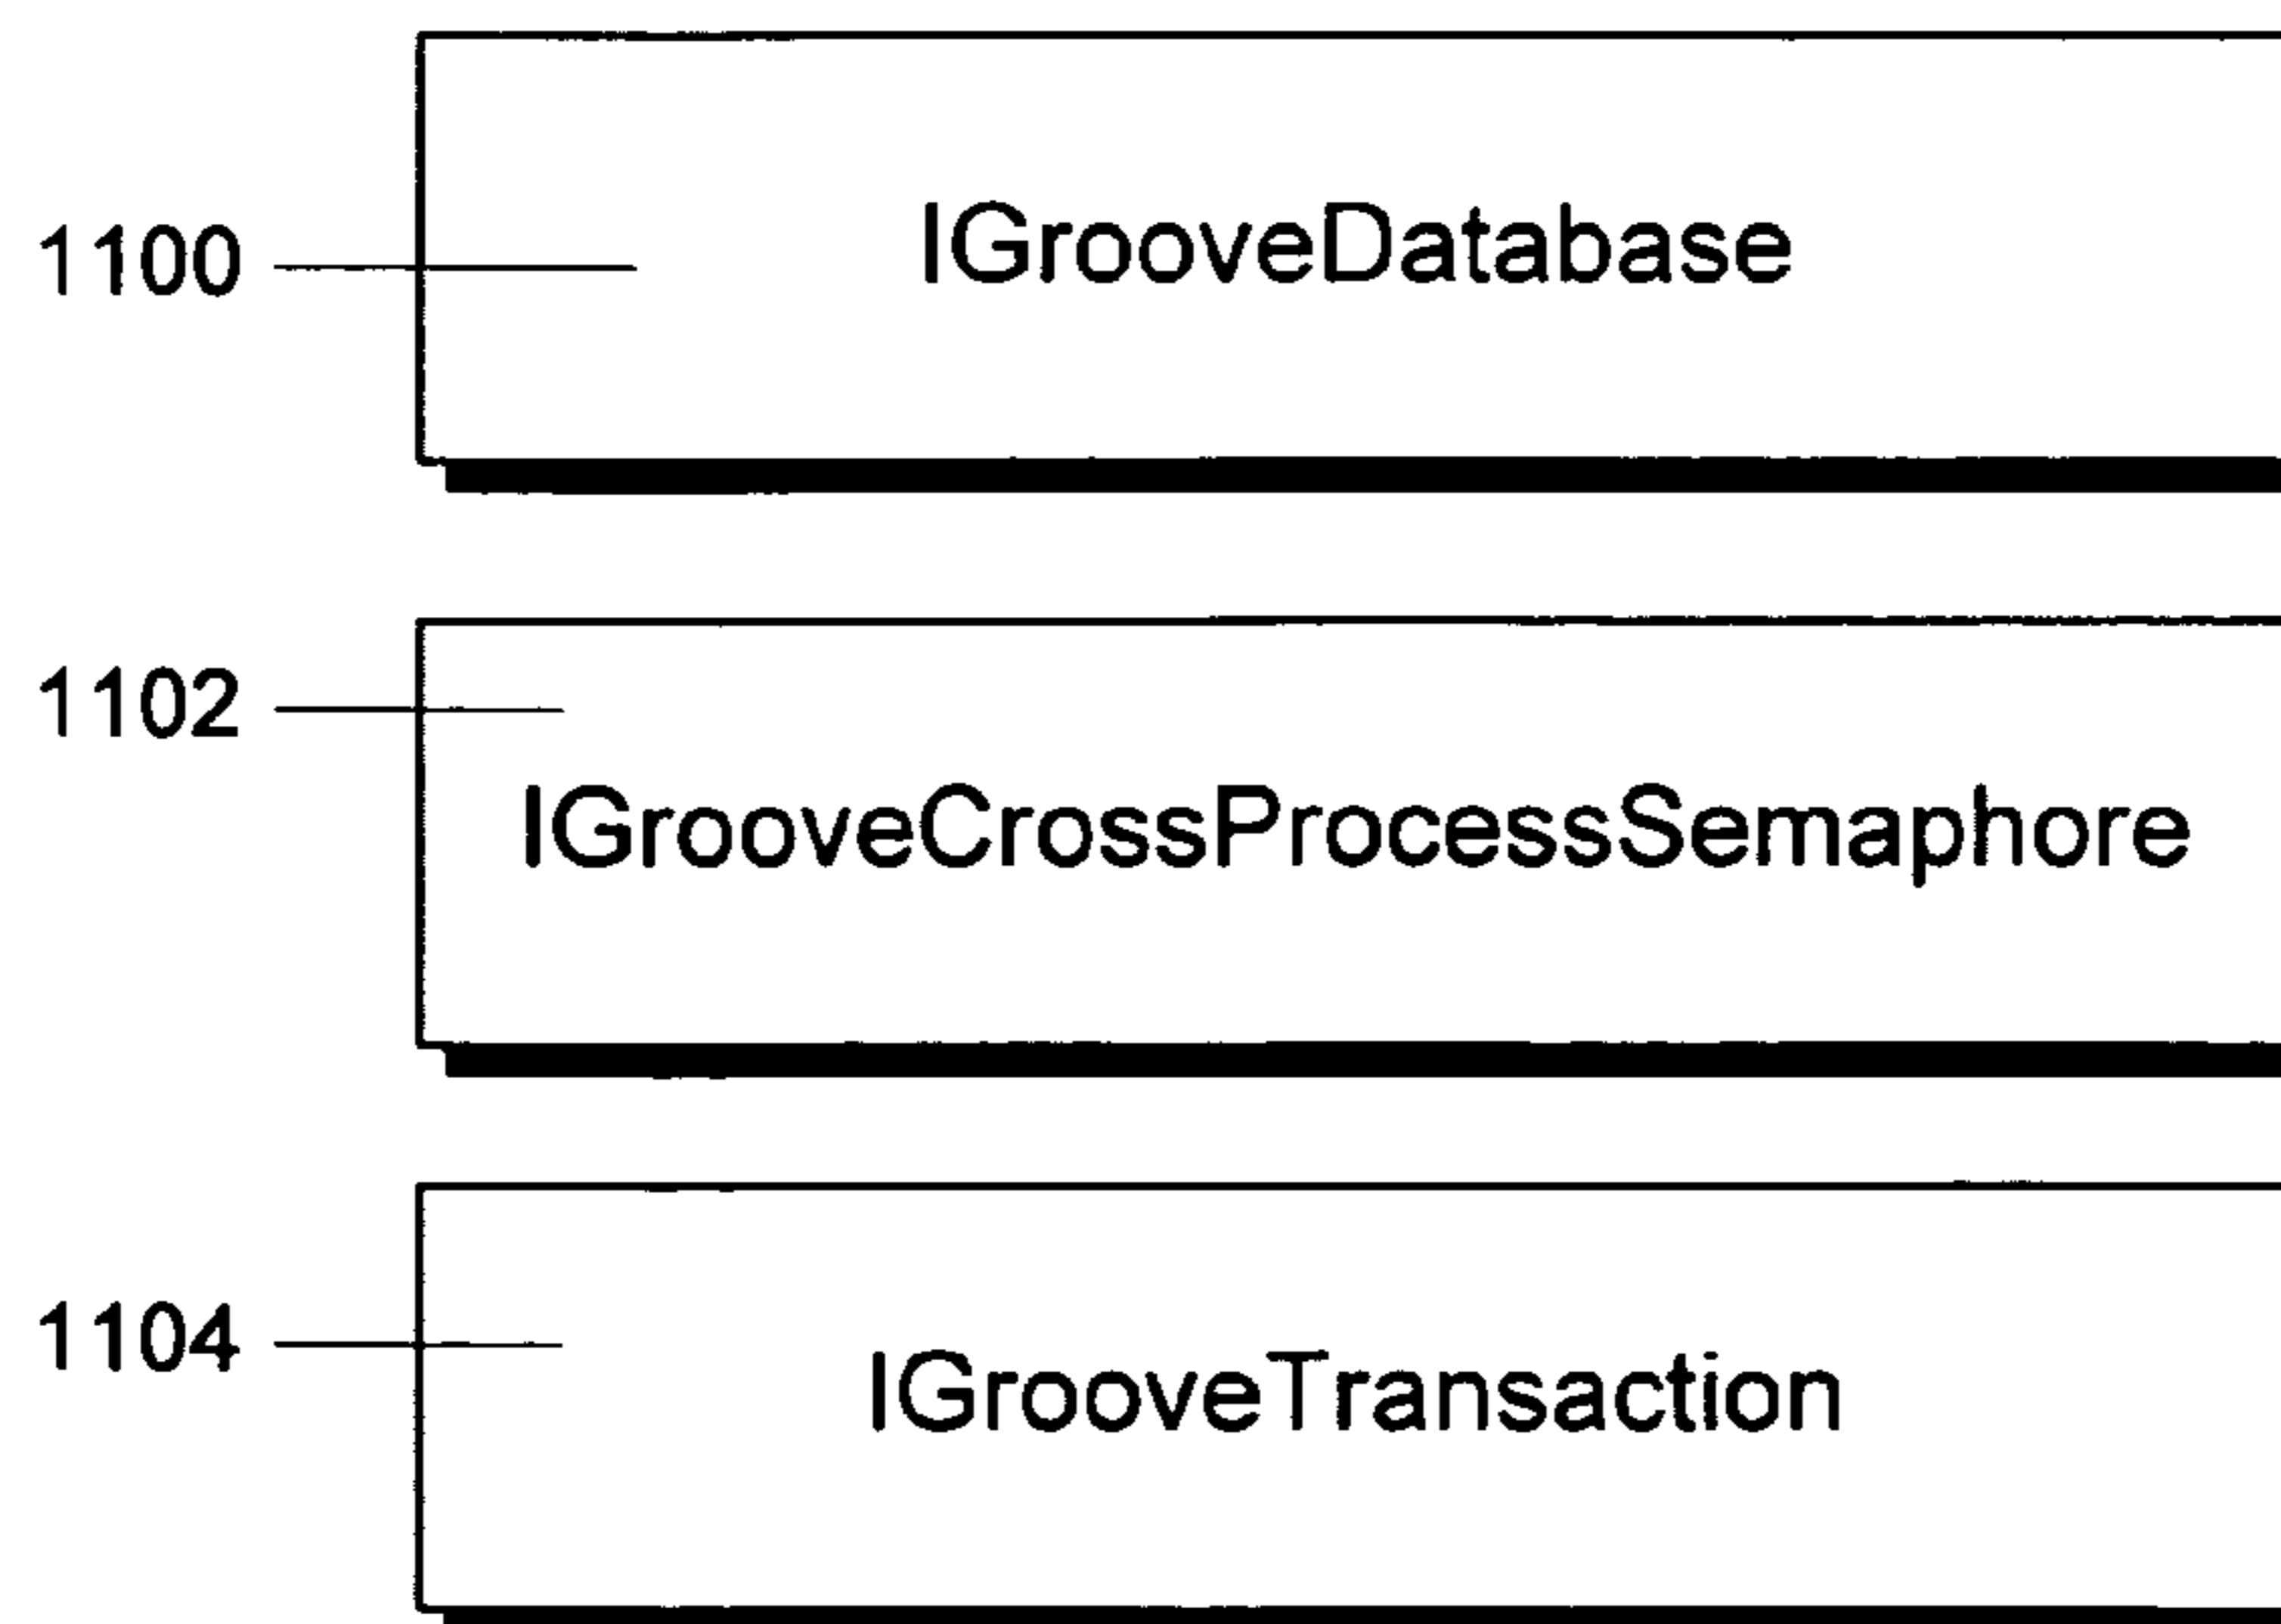 1100
IGrooveDatabase
1102
IGrooveCrossProcessSemaphore
1104
IGrooveTransaction